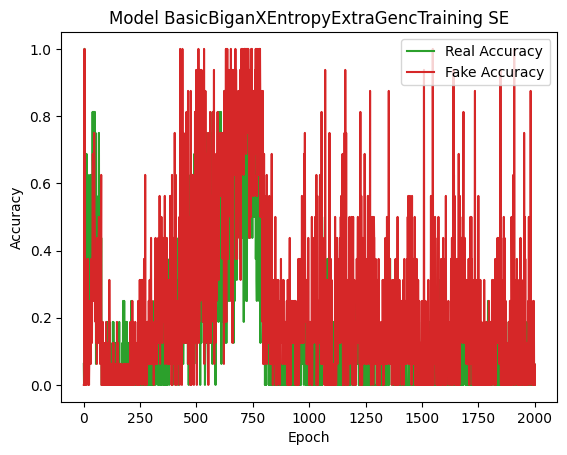 Model BasicBiganXEntropyExtraGencTraining SE
Real Accuracy
Fake Accuracy
Accuracy
1.0
0.8
0.6
0.4
0.2
0.0
0 250 500 750 1000 1250 1500 1750 2000
Epoch